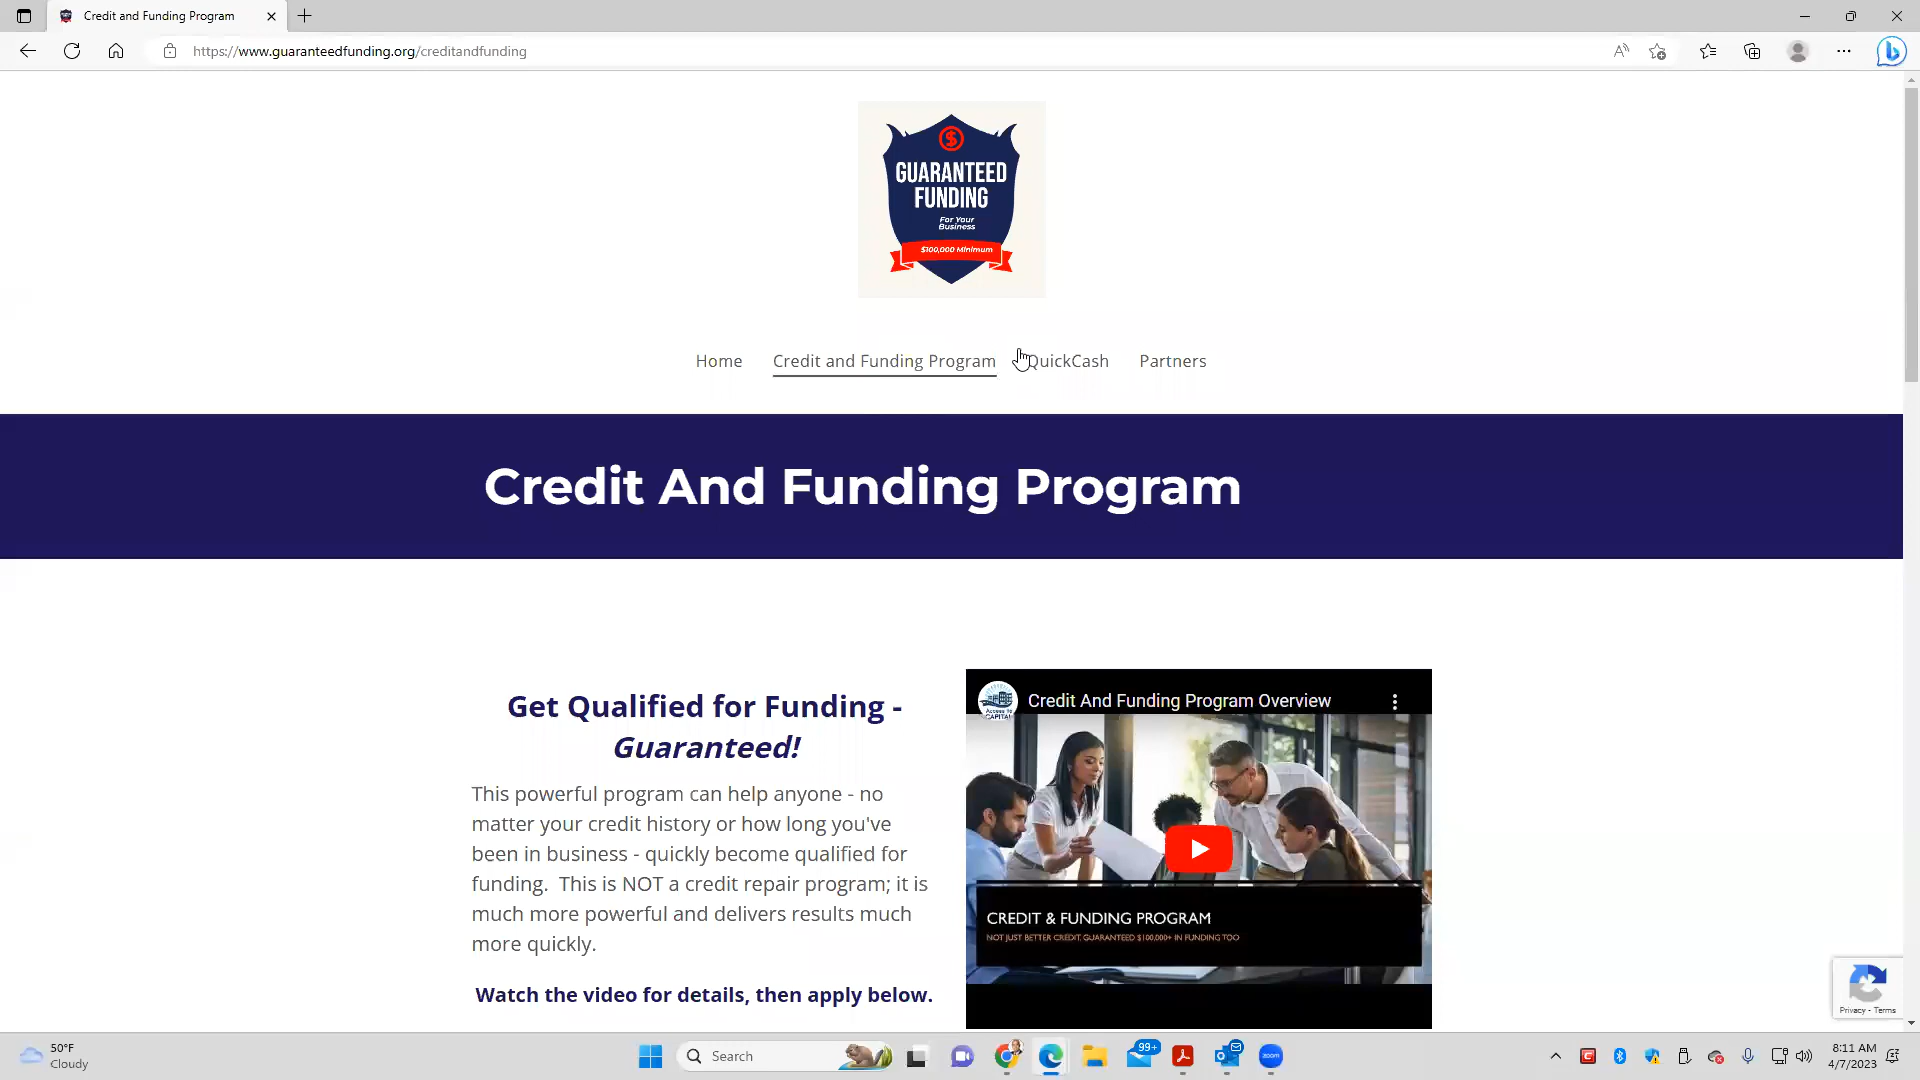 Credit and Funding Program
https://www.guaranteedfunding.org/creditandfunding
GUARANTEED
FUNDING
For Your
Business
$100,000 Minimum
Home
Credit and Funding Program
QuickCash
Partners
Credit And Funding Program
Get Qualified for Funding -
Guaranteed!
This powerful program can help anyone - no
matter your credit history or how long you've
been in business - quickly become qualified for
funding.  This is NOT a credit repair program; it is
much more powerful and delivers results much
more quickly.
Watch the video for details, then apply below.
Access to
CAPITAL
Credit And Funding Program Overview
CREDIT & FUNDING PROGRAM
NOT JUST BETTER CREDIT, GUARANTEED $100,000+ IN FUNDING TOO
Privacy - Terms
50°F
Cloudy
Search
99+
zoom
8:11 AM
4/7/2023